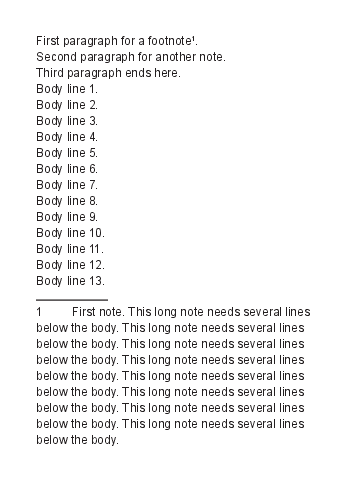 First paragraph for a footnote¹.
Second paragraph for another note.
Third paragraph ends here.
Body line 1.
Body line 2.
Body line 3.
Body line 4.
Body line 5.
Body line 6.
Body line 7.
Body line 8.
Body line 9.
Body line 10.
Body line 11.
Body line 12.
Body line 13.
1 First note. This long note needs several lines
below the body. This long note needs several lines
below the body. This long note needs several lines
below the body. This long note needs several lines
below the body. This long note needs several lines
below the body. This long note needs several lines
below the body. This long note needs several lines
below the body. This long note needs several lines
below the body.